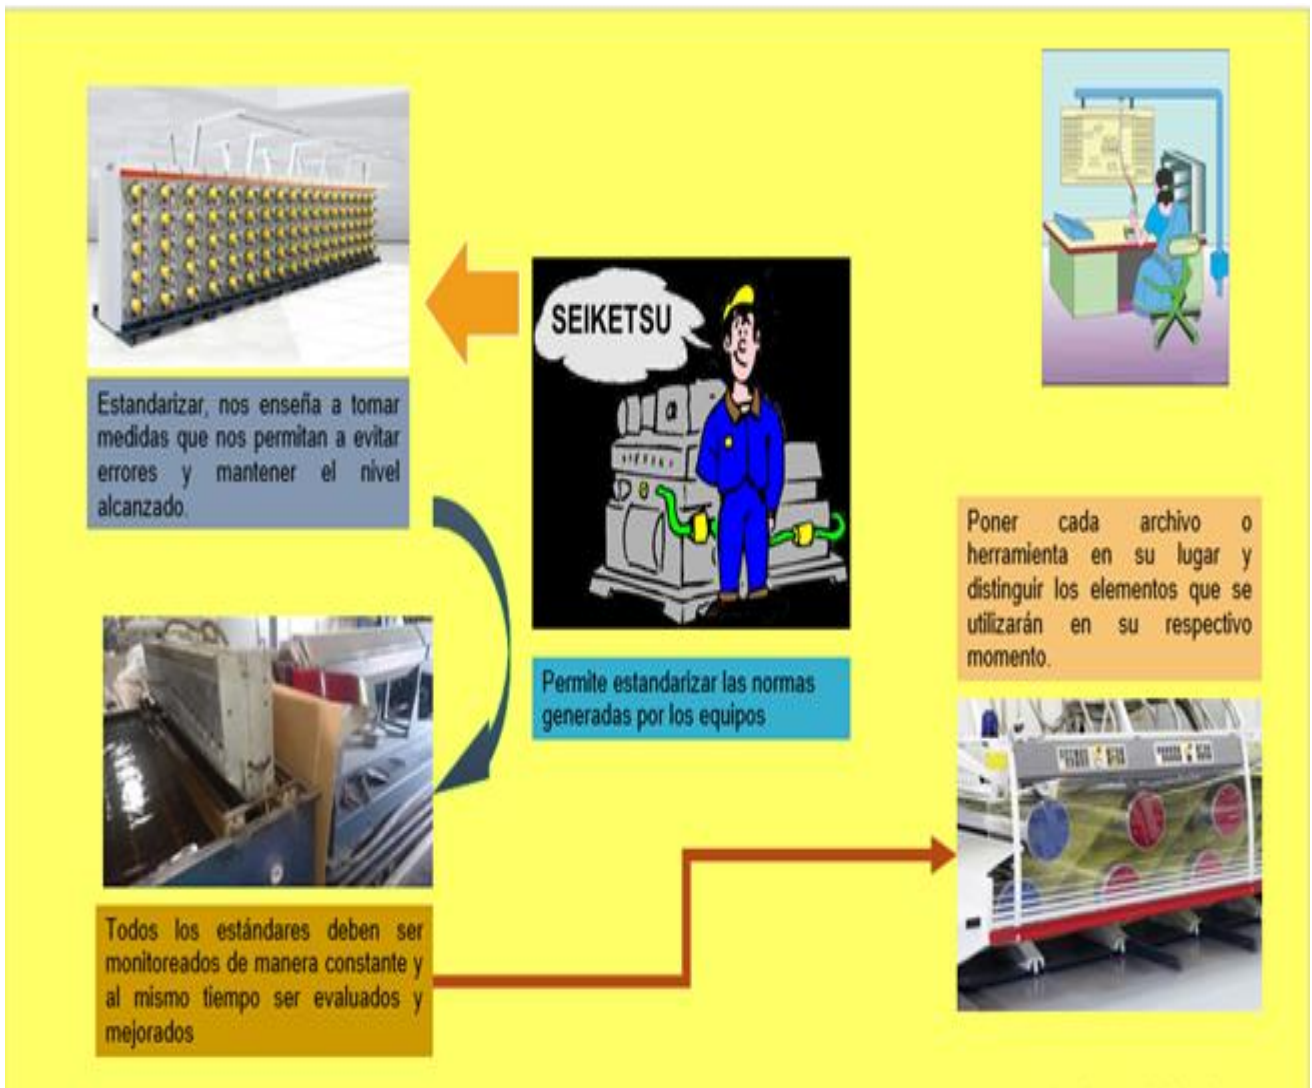 SEIKETSU
Estandarizar, nos enseña a tomar
medidas que nos permitan a evitar
errores y mantener el nivel
alcanzado.
Permite estandarizar las normas
generadas por los equipos
Poner cada archivo o
herramienta en su lugar y
distinguir los elementos que se
utilizarán en su respectivo
momento.
Todos los estándares deben ser
monitoreados de manera constante y
al mismo tiempo ser evaluados y
mejorados